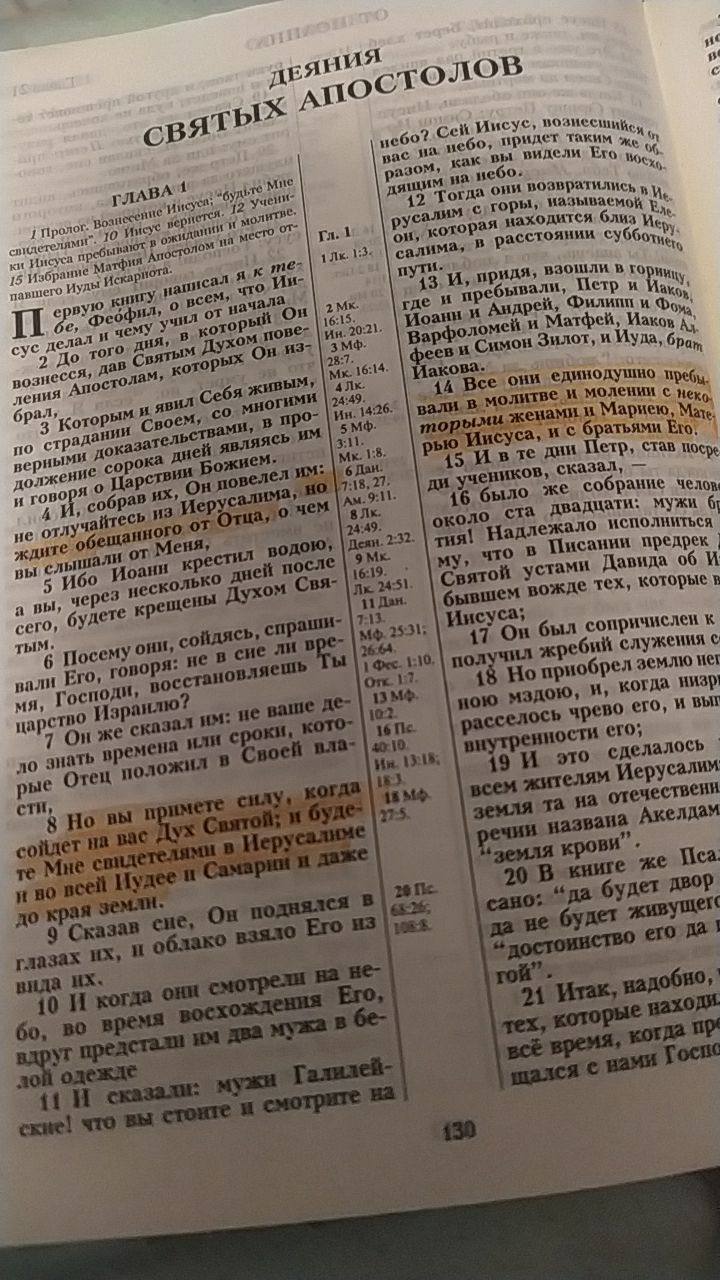 ДЕЯНИЯ
СВЯТЫХ АПОСТОЛОВ
ГЛАВА 1
1 Пролог. Вознесение Иисуса; "будьте Мне
свидетелями". 10 Иисус вернется. 12 Учени-
ки Иисуса пребывают в ожидании и молитве.
15 Избрание Матфия Апостолом на место от-
павшего Иуды Искариота.
Первую книгу написал я к те-
бе, Феофил, о всем, что Ии-
сус делал и чему учил от начала
2 До того дня, в который Он
вознесся, дав Святым Духом пове-
ления Апостолам, которых Он из-
брал,
3 Которым и явил Себя живым,
по страдании Своем, со многими
верными доказательствами, в про-
должение сорока дней являясь им
и говоря о Царствии Божием.
4 И, собрав их, Он повелел им:
не отлучайтесь из Иерусалима, но
ждите обещанного от Отца, о чем
вы слышали от Меня,
5 Ибо Иоанн крестил водою,
а вы, через несколько дней после
сего, будете крещены Духом Свя-
тым.
6 Посему они, сойдясь, спраши-
вали Его, говоря: не в сие ли вре-
мя, Господи, восстановляешь Ты
царство Израилю?
7 Он же сказал им: не ваше де-
ло знать времена или сроки, кото-
рые Отец положил в Своей вла-
сти,
8 Но вы примете силу, когда
сойдет на вас Дух Святой; и буде-
те Мне свидетелями в Иерусалиме
и во всей Иудее и Самарии и даже
до края земли.
9 Сказав сие, Он поднялся в
глазах их, и облако взяло Его из
вида их.
10 И когда они смотрели на не-
бо, во время восхождения Его,
вдруг предстали им два мужа в бе-
лой одежде
11 И сказали: мужи Галилей-
ские! что вы стоите и смотрите на
Гл. 1
1 Лк. 1:3.
2 Мк.
16:15.
Ин. 20:21.
3 Мф.
28:7.
Мк. 16:14.
4 Лк.
24:49.
Ин. 14:26.
5 Мф.
3:11.
Мк. 1:8.
6 Дан.
7:18, 27.
Ам. 9:11.
8 Лк.
24:49.
Деян. 2:32.
9 Мк.
16:19.
Лк. 24:51.
11 Дан.
7:13.
Мф. 25:31;
26:64.
1 Фес. 1:10.
Отк. 1:7.
13 Мф.
10:2.
16 Пс.
40:10.
Ин. 13:18;
18:3.
18 Мф.
27:5.
20 Пс.
68:26;
108:8.
небо? Сей Иисус, вознесшийся от
вас на небо, придет таким же об-
разом, как вы видели Его восхо-
дящим на небо.
12 Тогда они возвратились в Ие-
русалим с горы, называемой Еле-
он, которая находится близ Иеру-
салима, в расстоянии субботнего
пути.
13 И, придя, взошли в горницу,
где и пребывали, Петр и Иаков,
Иоанн и Андрей, Филипп и Фома,
Варфоломей и Матфей, Иаков Ал-
феев и Симон Зилот, и Иуда, брат
Иакова.
14 Все они единодушно пребы-
вали в молитве и молении с неко-
торыми женами и Мариею, Мате-
рью Иисуса, и с братьями Его.
15 И в те дни Петр, став посре
ди учеников, сказал, —
16 было же собрание челове
около ста двадцати: мужи бр
тия! Надлежало исполниться
му, что в Писании предрек
Святой устами Давида об И
бывшем вожде тех, которые в
Иисуса;
17 Он был сопричислен к
получил жребий служения с
18 Но приобрел землю неп
ною мздою, и, когда низри
расселось чрево его, и вып
внутренности его;
19 И это сделалось
всем жителям Иерусалим
земля та на отечественн
речии названа Акелдам
"земля крови".
20 В книге же Псал
сано: "да будет двор
да не будет живущего
"достоинство его да п
гой".
21 Итак, надобно, ч
тех, которые находил
всё время, когда пре
щался с нами Госпо
130